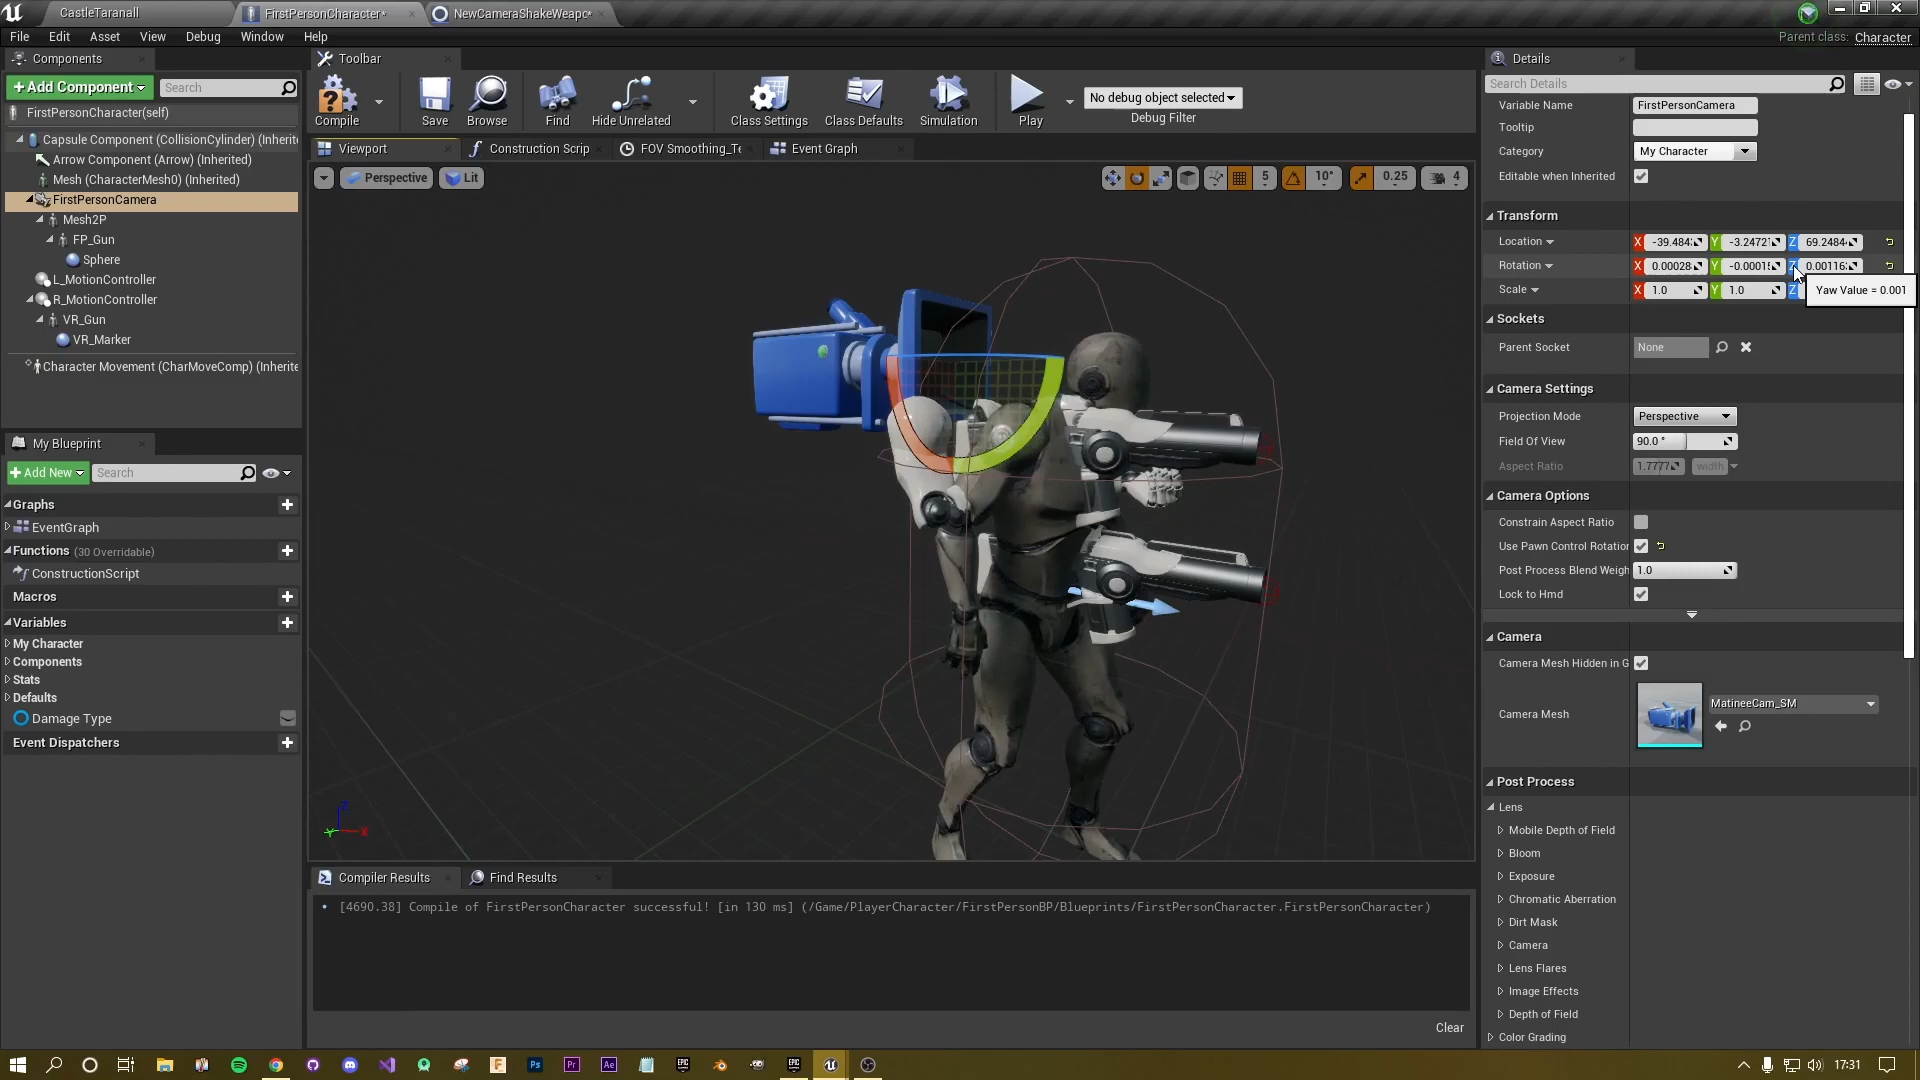 CastleTaranall
FirstPersonCharacter*
NewCameraShakeWeapc*
File
Edit
Asset
View
Debug
Window
Help
Parent class: Character
Components
Toolbar
Details
+ Add Component
Search
Search Details
FirstPersonCharacter(self)
Capsule Component (CollisionCylinder) (Inherit
Arrow Component (Arrow) (Inherited)
Mesh (CharacterMesh0) (Inherited)
FirstPersonCamera
Mesh2P
FP_Gun
Sphere
L_MotionController
R_MotionController
VR_Gun
VR_Marker
Character Movement (CharMoveComp) (Inherite
Compile
Save
Browse
Find
Hide Unrelated
Class Settings
Class Defaults
Simulation
Play
No debug object selected
Debug Filter
Viewport
Construction Scrip
FOV Smoothing_Te
Event Graph
Perspective
Lit
5
10°
0.25
4
My Blueprint
+ Add New
Search
Graphs
EventGraph
Functions (30 Overridable)
ConstructionScript
Macros
Variables
My Character
Components
Stats
Defaults
Damage Type
Event Dispatchers
Z
Y
X
Compiler Results
Find Results
[4690.38] Compile of FirstPersonCharacter successful! [in 130 ms] (/Game/PlayerCharacter/FirstPersonBP/Blueprints/FirstPersonCharacter.FirstPersonCharacter)
Clear
Variable Name FirstPersonCamera
Tooltip
Category My Character
Editable when Inherited
Transform
Location X -39.484 Y -3.2472 Z 69.2484
Rotation X 0.00028 Y -0.0001 Z 0.00116
Scale X 1.0 Y 1.0 Z
Yaw Value = 0.001
Sockets
Parent Socket None
Camera Settings
Projection Mode Perspective
Field Of View 90.0 °
Aspect Ratio 1.7777 width
Camera Options
Constrain Aspect Ratio
Use Pawn Control Rotation
Post Process Blend Weigh 1.0
Lock to Hmd
Camera
Camera Mesh Hidden in G
Camera Mesh MatineeCam_SM
Post Process
Lens
Mobile Depth of Field
Bloom
Exposure
Chromatic Aberration
Dirt Mask
Camera
Lens Flares
Image Effects
Depth of Field
Color Grading
Ps
Pr
Ae
EPIC
EPIC
17:31